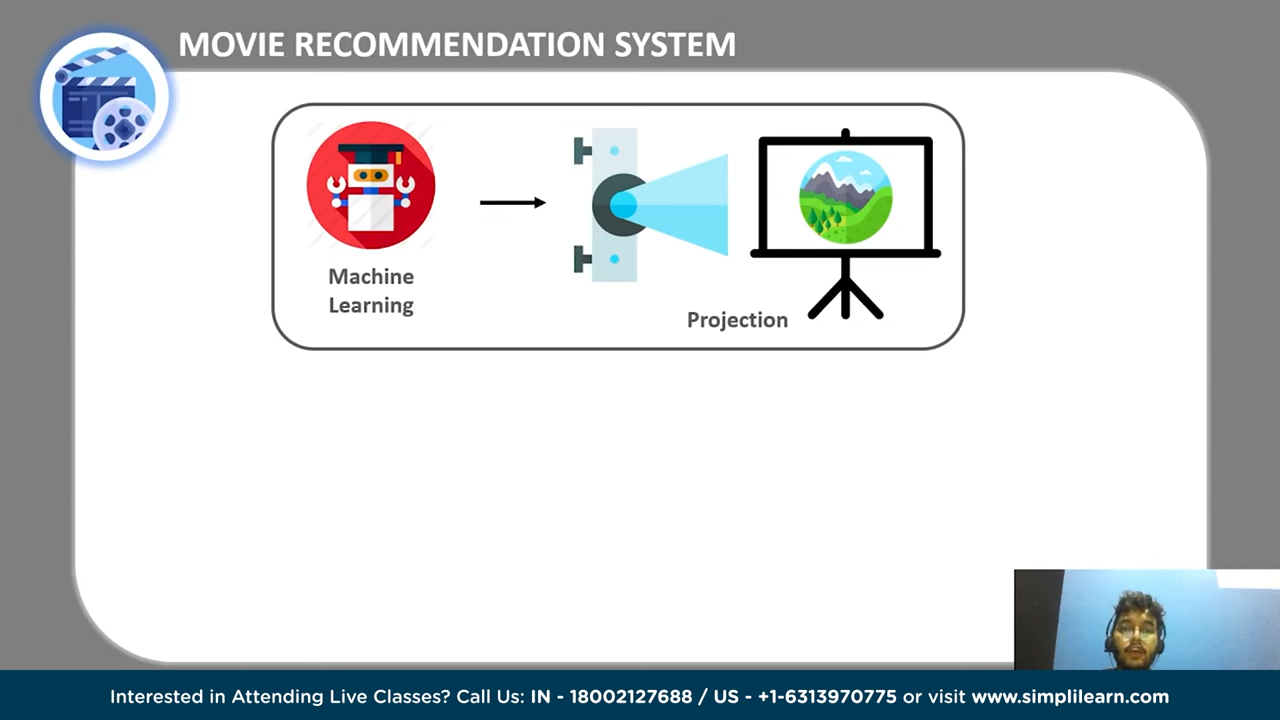 MOVIE RECOMMENDATION SYSTEM
Machine
Learning
Projection
Interested in Attending Live Classes? Call Us: IN - 18002127688 / US - +1-6313970775 or visit www.simplilearn.com